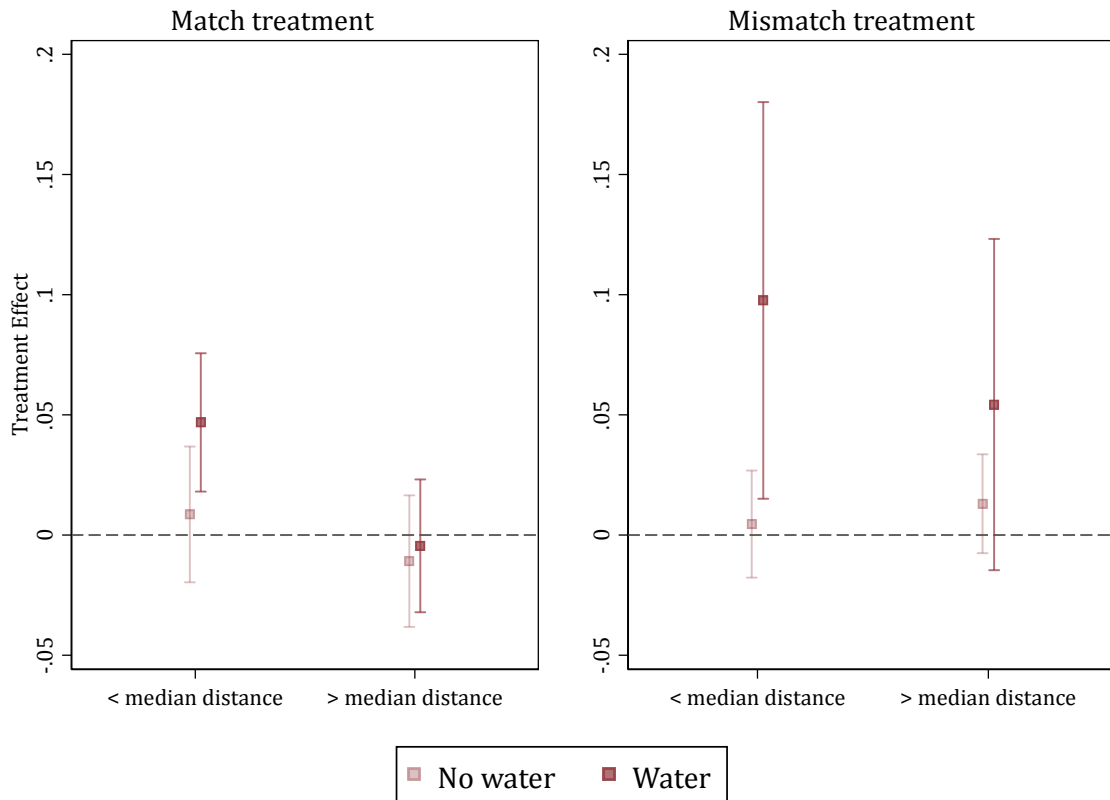 Match treatment
Mismatch treatment
Treatment Effect
.2
.15
.1
.05
0
-.05
< median distance
> median distance
.2
.15
.1
.05
0
-.05
< median distance
> median distance
No water
Water